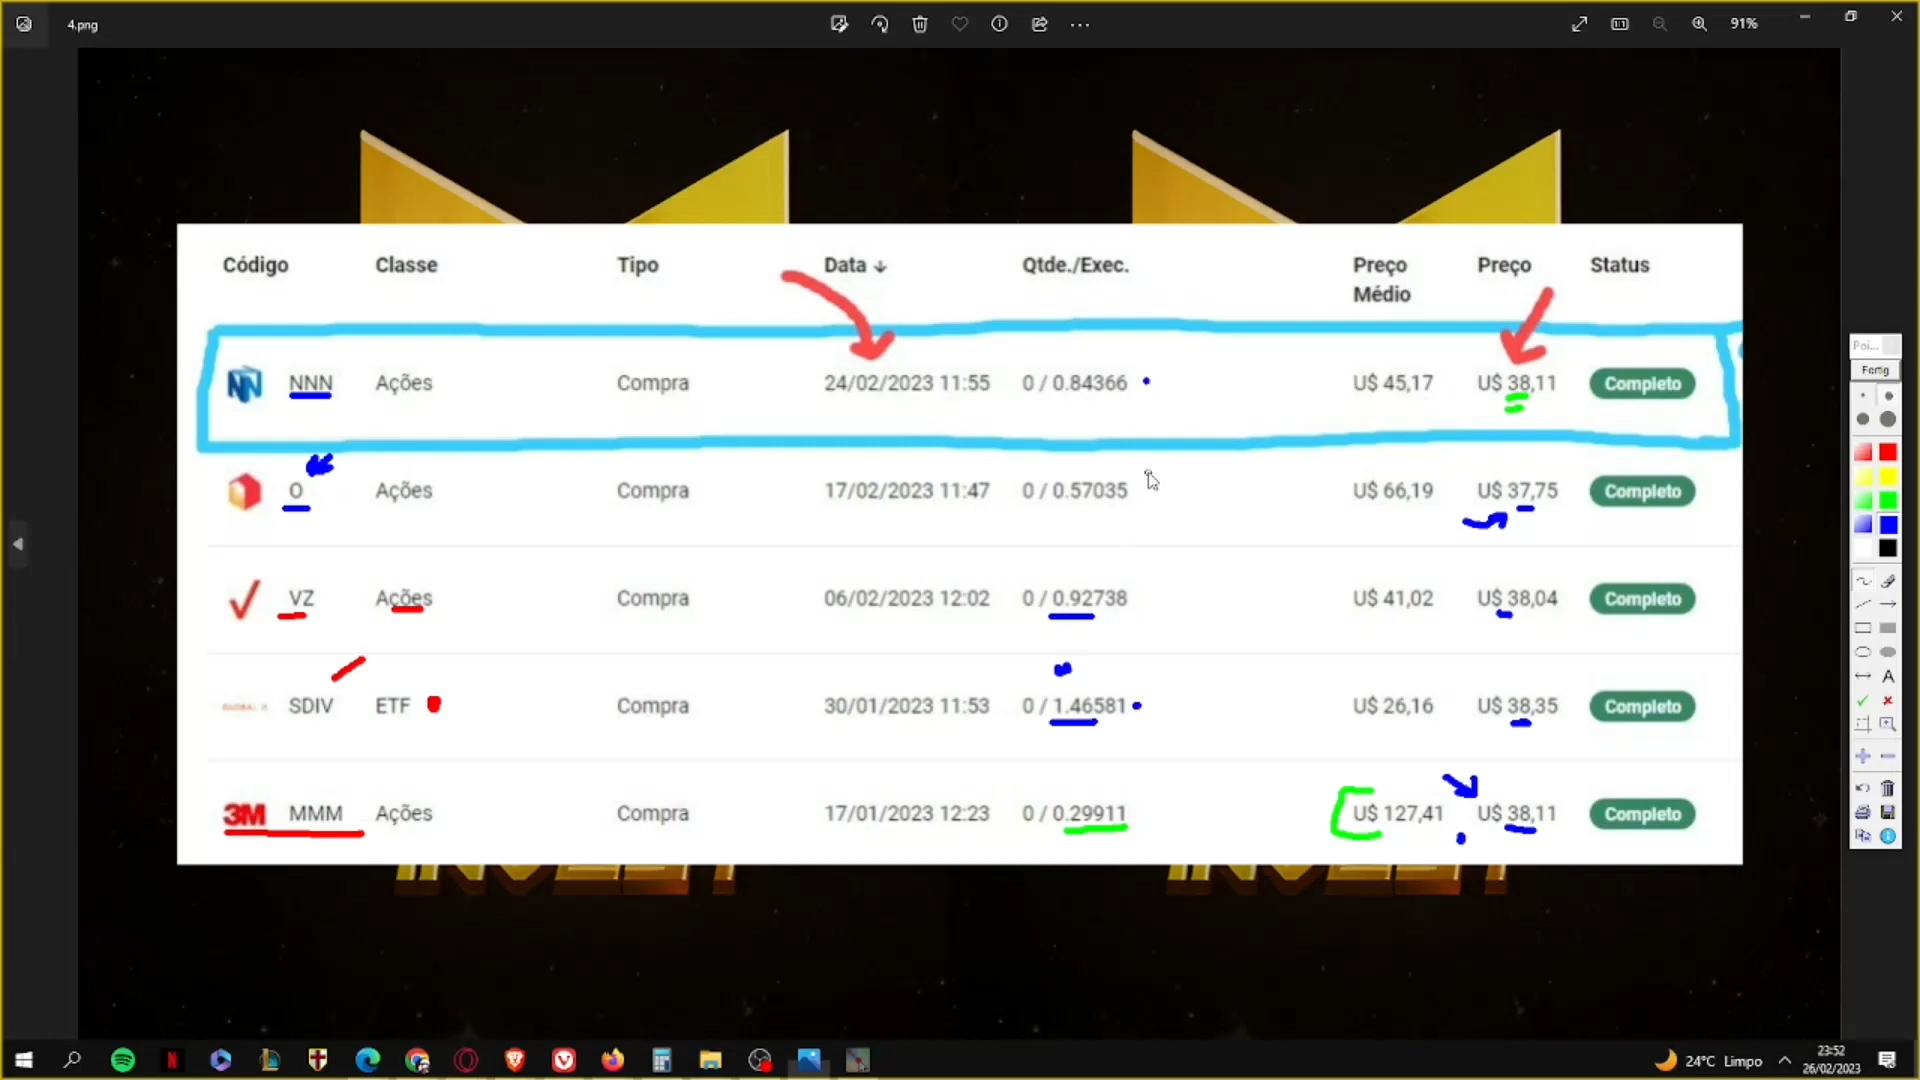 4.png
91%
Código Classe Tipo Data ↓ Qtde./Exec. Preço Médio Preço Status
NNN Ações Compra 24/02/2023 11:55 0 / 0.84366 U$ 45,17 U$ 38,11 Completo
O Ações Compra 17/02/2023 11:47 0 / 0.57035 U$ 66,19 U$ 37,75 Completo
VZ Ações Compra 06/02/2023 12:02 0 / 0.92738 U$ 41,02 U$ 38,04 Completo
SDIV ETF Compra 30/01/2023 11:53 0 / 1.46581 U$ 26,16 U$ 38,35 Completo
3M MMM Ações Compra 17/01/2023 12:23 0 / 0.29911 U$ 127,41 U$ 38,11 Completo
Poi...
Fertig
A
24°C Limpo
23:52
26/02/2023